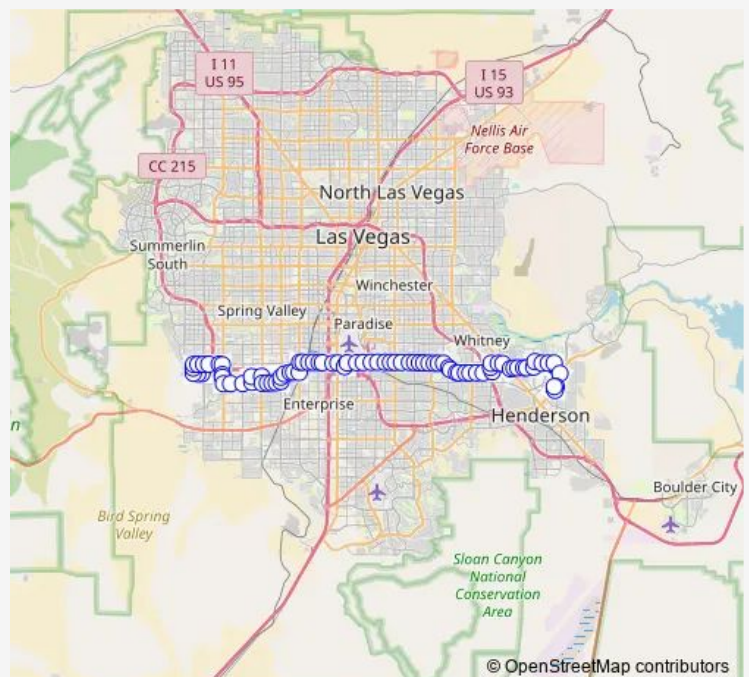 I 11
US 95
I 15
US 93
Nellis Air
Force Base
CC 215
North Las Vegas
Las Vegas
Summerlin
South
Winchester
Spring Valley
Paradise
Whitney
Enterprise
Henderson
Boulder City
Bird Spring
Valley
Sloan Canyon
National
Conservation
Area
© OpenStreetMap contributors